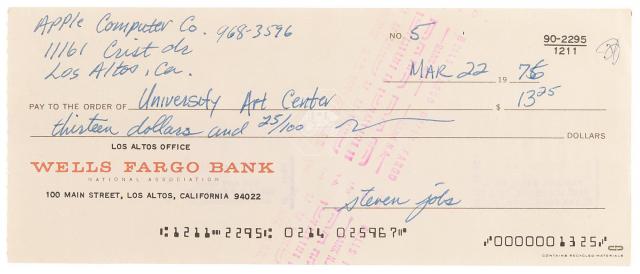 Apple Computer Co. 968-3596
11161 Crist dr
Los Altos, Ca.
NO. 5
90-2295
1211
Mar 22 19 76
PAY TO THE ORDER OF University Art Center $ 13 25
thirteen dollars and 25/100 DOLLARS
LOS ALTOS OFFICE
WELLS FARGO BANK
NATIONAL ASSOCIATION
100 MAIN STREET, LOS ALTOS, CALIFORNIA 94022
steven jobs
⑆1211⑉2295⑆ 0214 025967⑈ ⑈0000001325⑈
CONTAINS RECYCLED MATERIALS